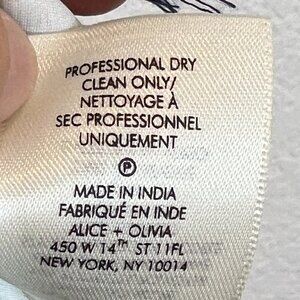 PROFESSIONAL DRY
CLEAN ONLY/
NETTOYAGE À
SEC PROFESSIONNEL
UNIQUEMENT
P
MADE IN INDIA
FABRIQUÉ EN INDE
ALICE + OLIVIA
450 W 14TH ST 11FL
NEW YORK, NY 10014